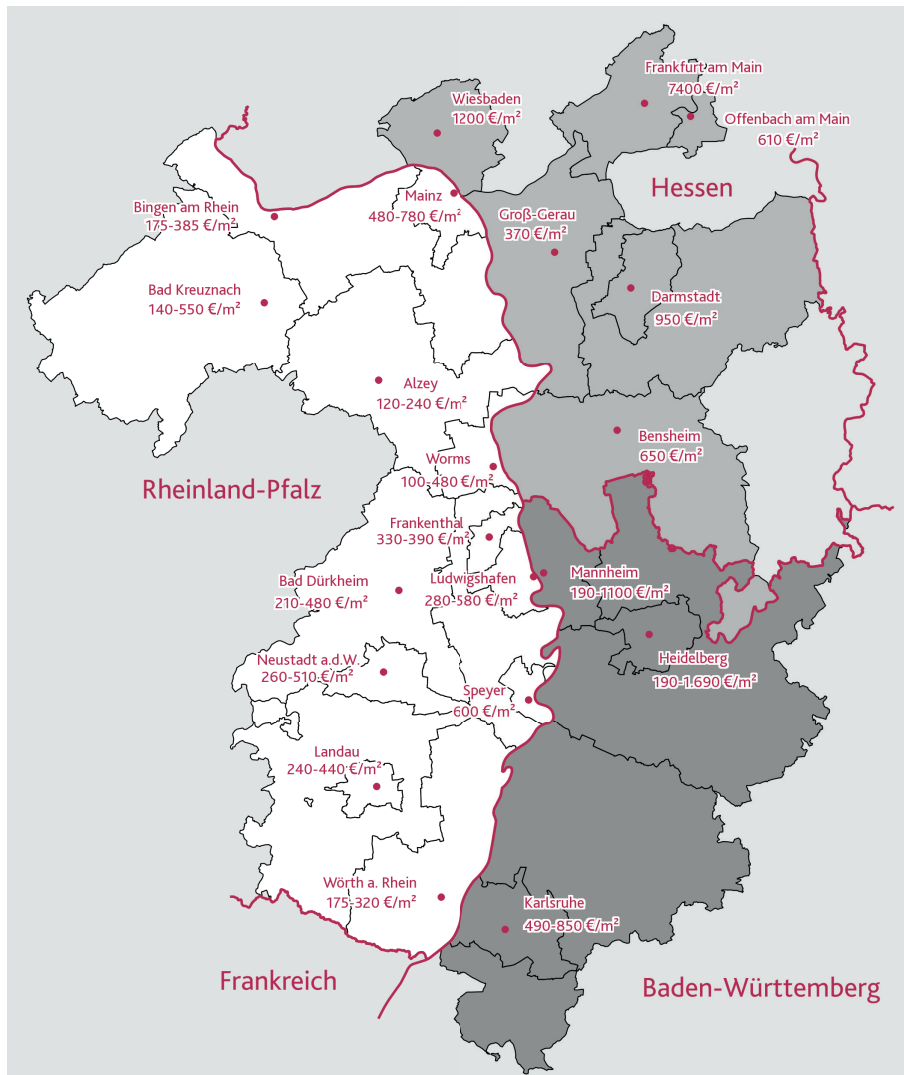 Frankfurt am Main
7400 €/m²
Wiesbaden
1200 €/m²
Offenbach am Main
610 €/m²
Hessen
Mainz
480-780 €/m²
Bingen am Rhein
175-385 €/m²
Groß-Gerau
370 €/m²
Bad Kreuznach
140-550 €/m²
Darmstadt
950 €/m²
Alzey
120-240 €/m²
Bensheim
650 €/m²
Worms
100-480 €/m²
Rheinland-Pfalz
Frankenthal
330-390 €/m²
Bad Dürkheim
210-480 €/m²
Ludwigshafen
280-580 €/m²
Mannheim
190-1100 €/m²
Neustadt a.d.W.
260-510 €/m²
Heidelberg
190-1.690 €/m²
Speyer
600 €/m²
Landau
240-440 €/m²
Wörth a. Rhein
175-320 €/m²
Karlsruhe
490-850 €/m²
Frankreich
Baden-Württemberg